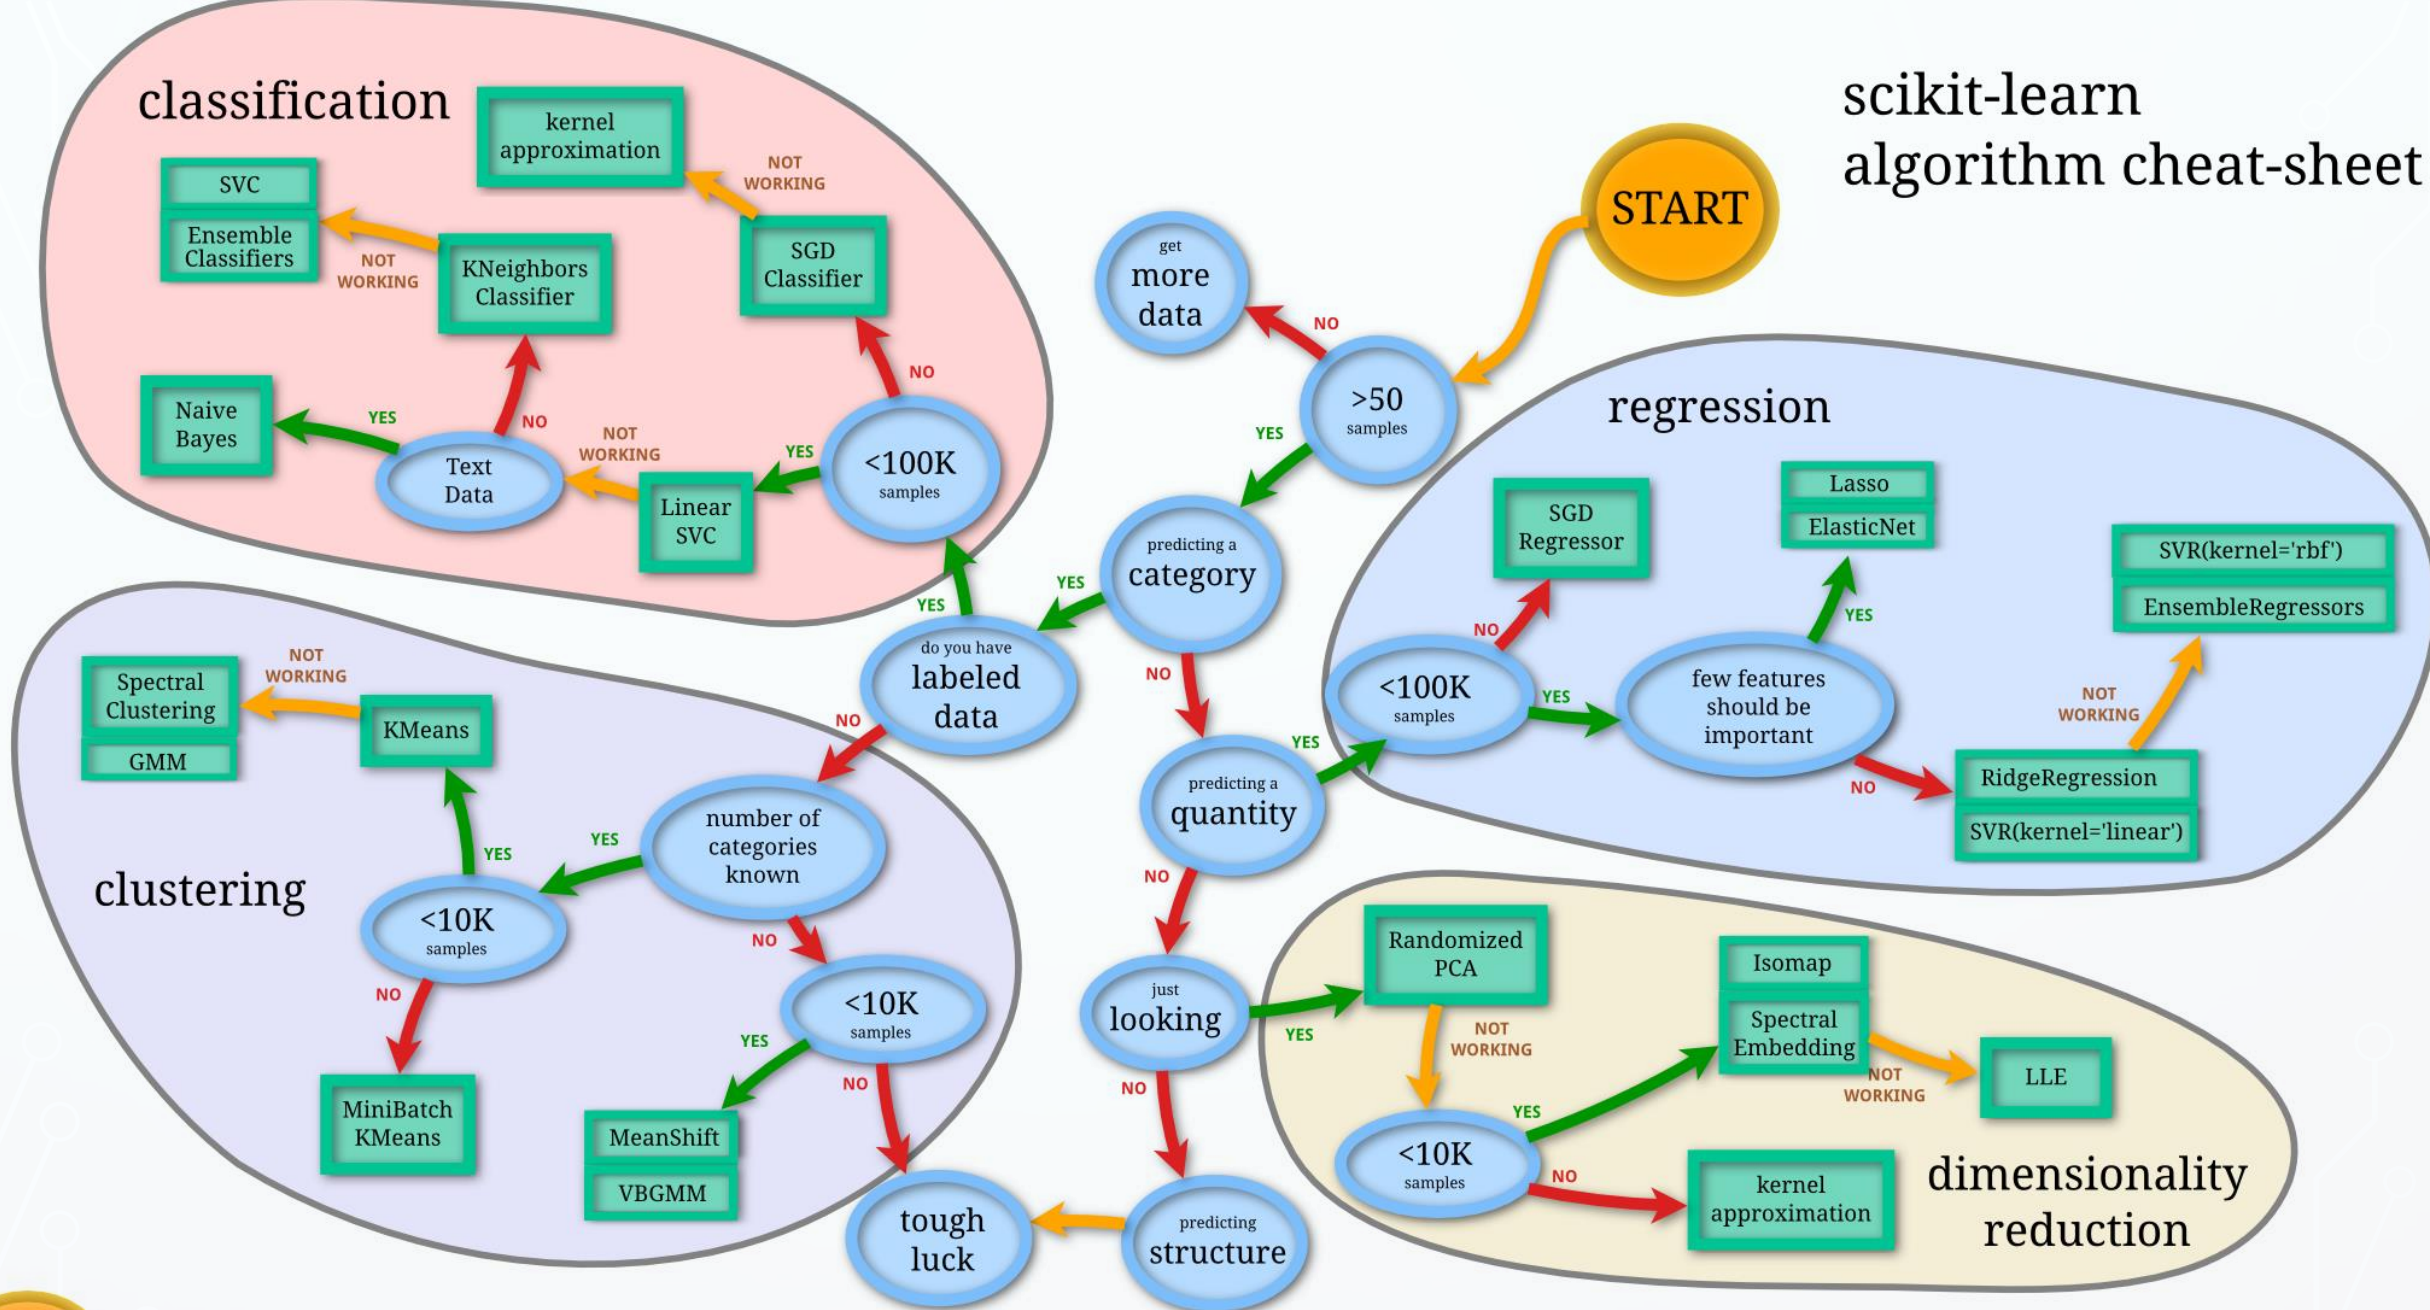 classification
kernel
approximation
NOT
WORKING
SVC
Ensemble
Classifiers
NOT
WORKING
KNeighbors
Classifier
SGD
Classifier
NO
Naive
Bayes
YES
NO
Text
Data
NOT
WORKING
Linear
SVC
YES
<100K
samples
YES
scikit-learn
algorithm cheat-sheet
START
get
more
data
NO
>50
samples
YES
predicting a
category
YES
NO
do you have
labeled
data
NO
predicting a
quantity
YES
NO
just
looking
YES
NO
predicting
structure
tough
luck
regression
SGD
Regressor
NO
<100K
samples
YES
Lasso
ElasticNet
YES
few features
should be
important
NO
SVR(kernel='rbf')
EnsembleRegressors
NOT
WORKING
RidgeRegression
SVR(kernel='linear')
clustering
Spectral
Clustering
GMM
NOT
WORKING
KMeans
YES
<10K
samples
NO
MiniBatch
KMeans
YES
number of
categories
known
NO
<10K
samples
YES
NO
MeanShift
VBGMM
Randomized
PCA
NOT
WORKING
<10K
samples
YES
NO
Isomap
Spectral
Embedding
NOT
WORKING
LLE
kernel
approximation
dimensionality
reduction